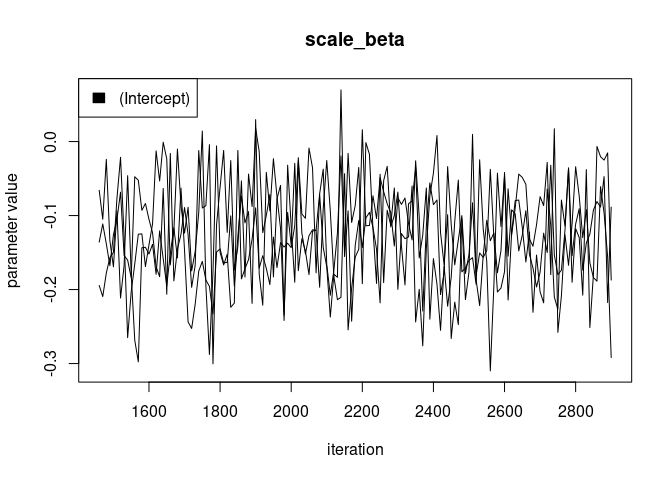 scale_beta
(Intercept)
parameter value
0.0
-0.1
-0.2
-0.3
1600 1800 2000 2200 2400 2600 2800
iteration